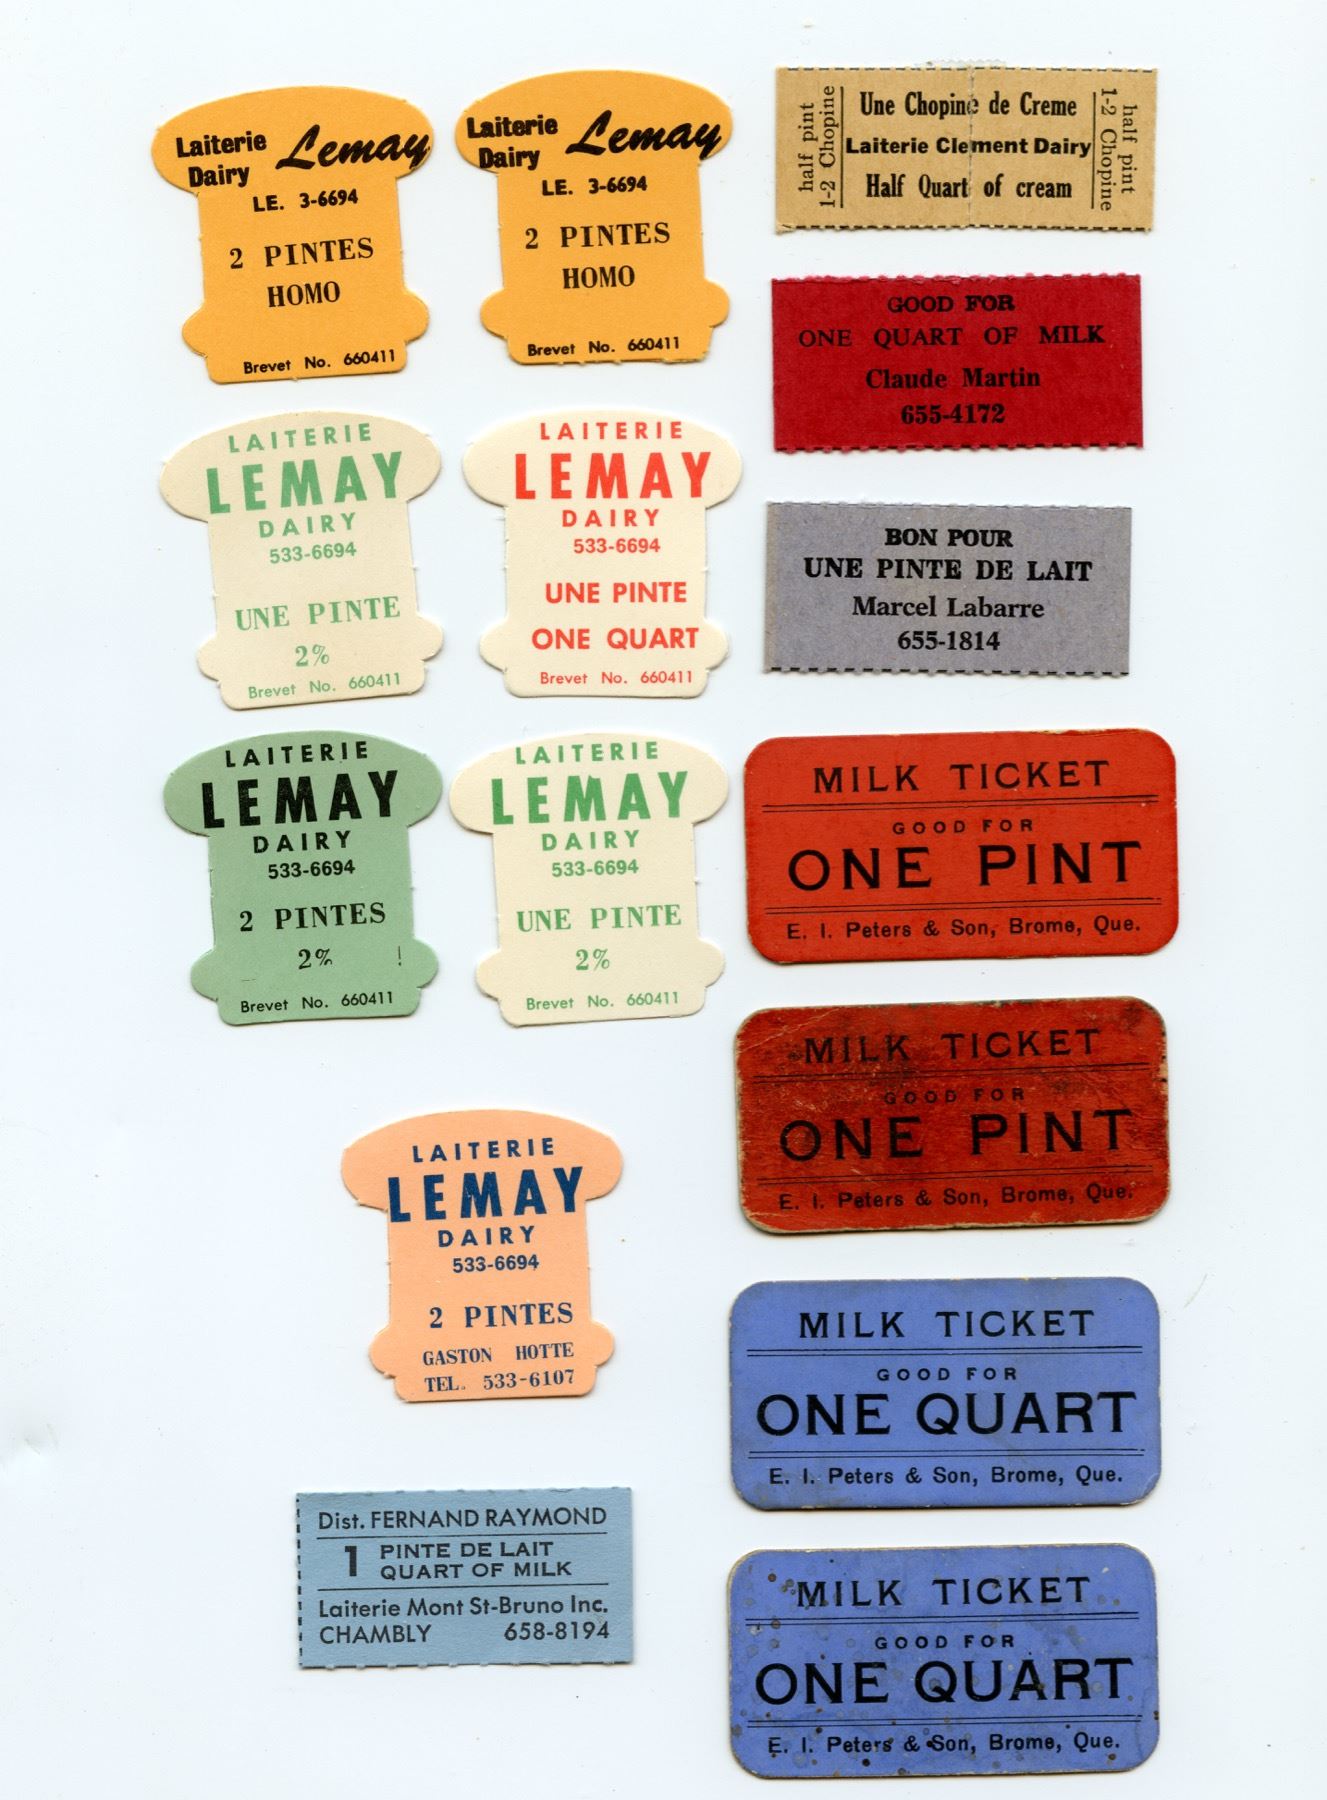 Laiterie Dairy Lemay
LE. 3-6694
2 PINTES
HOMO
Brevet No. 660411
Laiterie Dairy Lemay
LE. 3-6694
2 PINTES
HOMO
Brevet No. 660411
half pint
1-2 Chopine
Une Chopine de Creme
Laiterie Clement Dairy
Half Quart of cream
half pint
1-2 Chopine
GOOD FOR
ONE QUART OF MILK
Claude Martin
655-4172
LAITERIE
LEMAY
DAIRY
533-6694
UNE PINTE
2%
Brevet No. 660411
LAITERIE
LEMAY
DAIRY
533-6694
UNE PINTE
ONE QUART
Brevet No. 660411
BON POUR
UNE PINTE DE LAIT
Marcel Labarre
655-1814
LAITERIE
LEMAY
DAIRY
533-6694
2 PINTES
2%
Brevet No. 660411
LAITERIE
LEMAY
DAIRY
533-6694
UNE PINTE
2%
Brevet No. 660411
MILK TICKET
GOOD FOR
ONE PINT
E. I. Peters & Son, Brome, Que.
MILK TICKET
GOOD FOR
ONE PINT
E. I. Peters & Son, Brome, Que.
LAITERIE
LEMAY
DAIRY
533-6694
2 PINTES
GASTON HOTTE
TEL. 533-6107
MILK TICKET
GOOD FOR
ONE QUART
E. I. Peters & Son, Brome, Que.
Dist. FERNAND RAYMOND
1 PINTE DE LAIT
QUART OF MILK
Laiterie Mont St-Bruno Inc.
CHAMBLY 658-8194
MILK TICKET
GOOD FOR
ONE QUART
E. I. Peters & Son, Brome, Que.